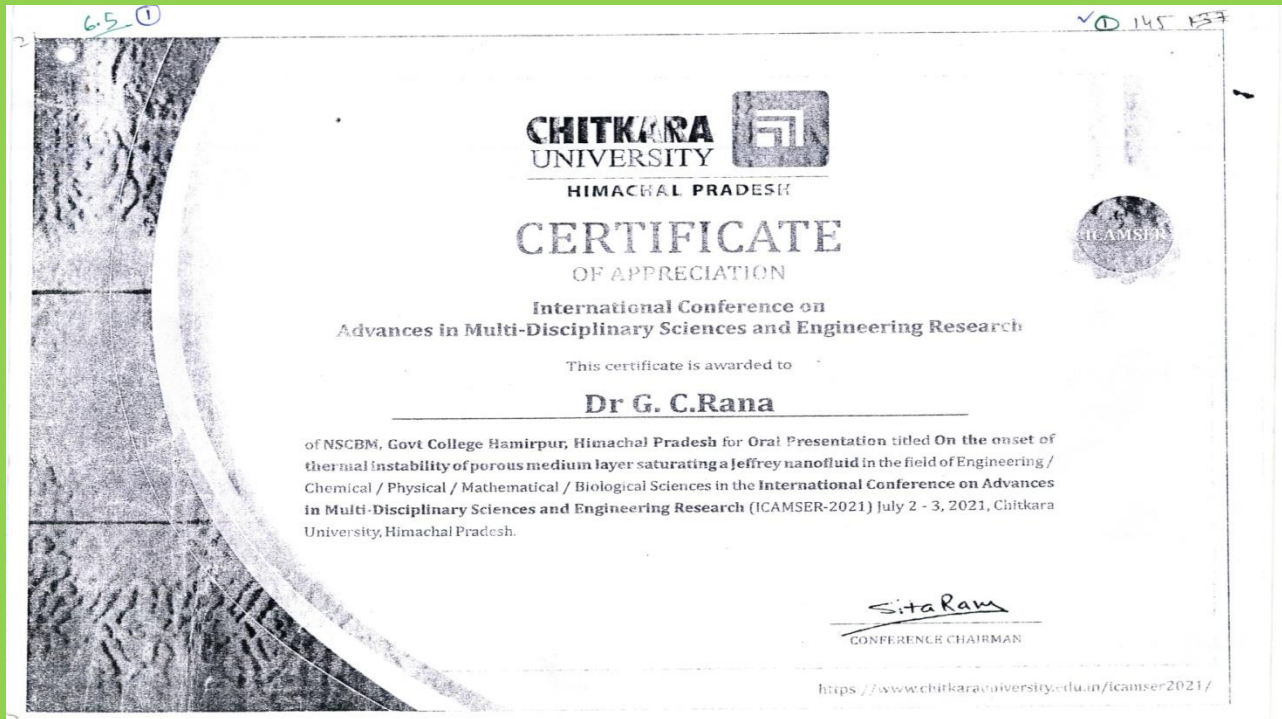 6.5 ①
✓ ① 145 137
2
CHITKARA
UNIVERSITY
HIMACHAL PRADESH
CERTIFICATE
OF APPRECIATION
ICAMSER
International Conference on
Advances in Multi-Disciplinary Sciences and Engineering Research
This certificate is awarded to
Dr G. C.Rana
of NSCBM, Govt College Hamirpur, Himachal Pradesh for Oral Presentation titled On the onset of
thermal instability of porous medium layer saturating a Jeffrey nanofluid in the field of Engineering /
Chemical / Physical / Mathematical / Biological Sciences in the International Conference on Advances
in Multi-Disciplinary Sciences and Engineering Research (ICAMSER-2021) July 2 - 3, 2021, Chitkara
University, Himachal Pradesh.
Sita Ram
CONFERENCE CHAIRMAN
https://www.chitkarauniversity.edu.in/icamser2021/